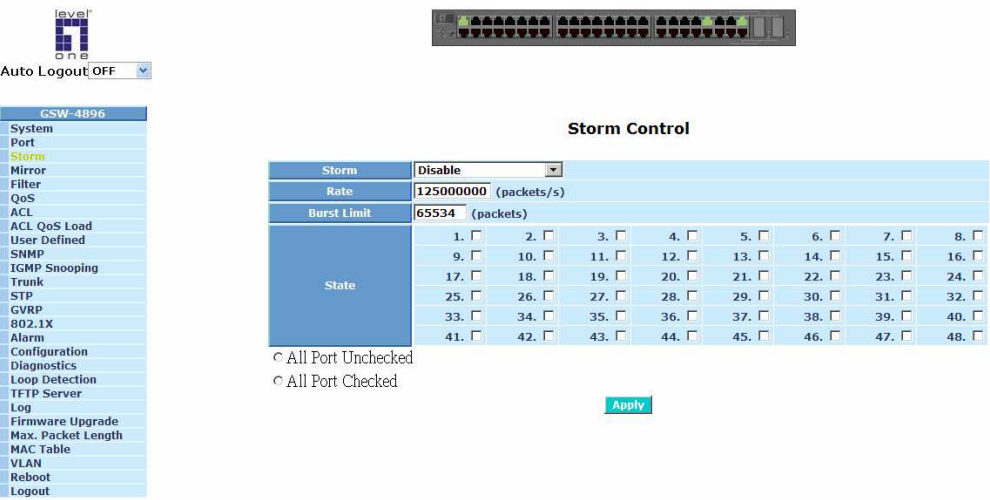 level
one
Auto Logout OFF
GSW-4896
System
Port
Storm
Mirror
Filter
QoS
ACL
ACL QoS Load
User Defined
SNMP
IGMP Snooping
Trunk
STP
GVRP
802.1X
Alarm
Configuration
Diagnostics
Loop Detection
TFTP Server
Log
Firmware Upgrade
Max. Packet Length
MAC Table
VLAN
Reboot
Logout
Storm Control
Storm Disable
Rate 125000000 (packets/s)
Burst Limit 65534 (packets)
State
1. 2. 3. 4. 5. 6. 7. 8.
9. 10. 11. 12. 13. 14. 15. 16.
17. 18. 19. 20. 21. 22. 23. 24.
25. 26. 27. 28. 29. 30. 31. 32.
33. 34. 35. 36. 37. 38. 39. 40.
41. 42. 43. 44. 45. 46. 47. 48.
All Port Unchecked
All Port Checked
Apply